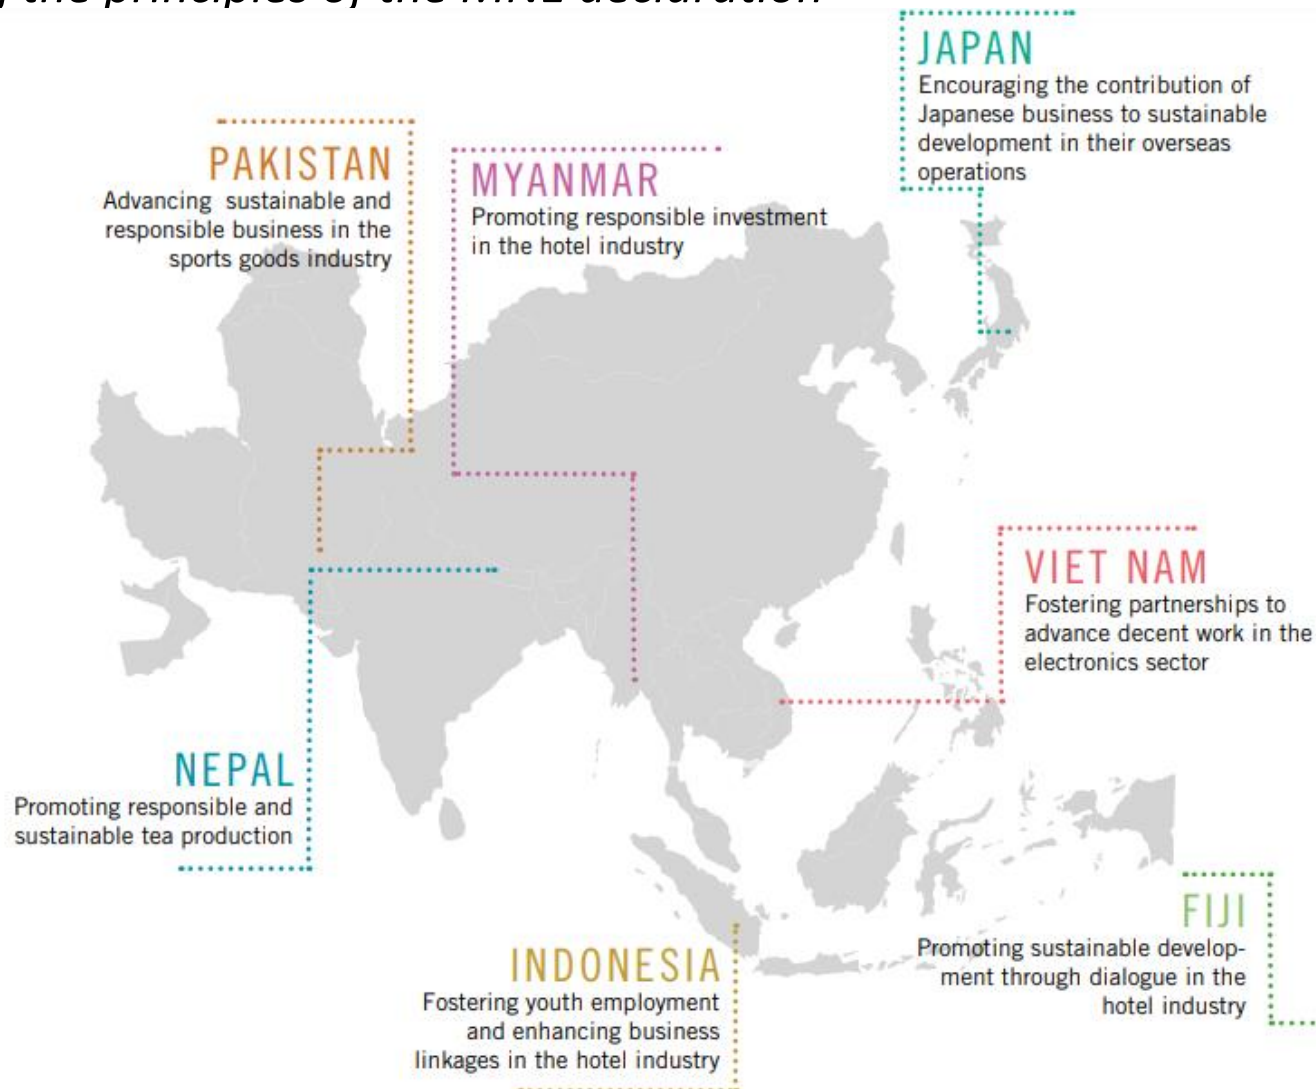 the principles of the MNE declaration
JAPAN
Encouraging the contribution of
Japanese business to sustainable
development in their overseas
operations
PAKISTAN
Advancing sustainable and
responsible business in the
sports goods industry
MYANMAR
Promoting responsible investment
in the hotel industry
VIET NAM
Fostering partnerships to
advance decent work in the
electronics sector
NEPAL
Promoting responsible and
sustainable tea production
FIJI
Promoting sustainable develop-
ment through dialogue in the
hotel industry
INDONESIA
Fostering youth employment
and enhancing business
linkages in the hotel industry